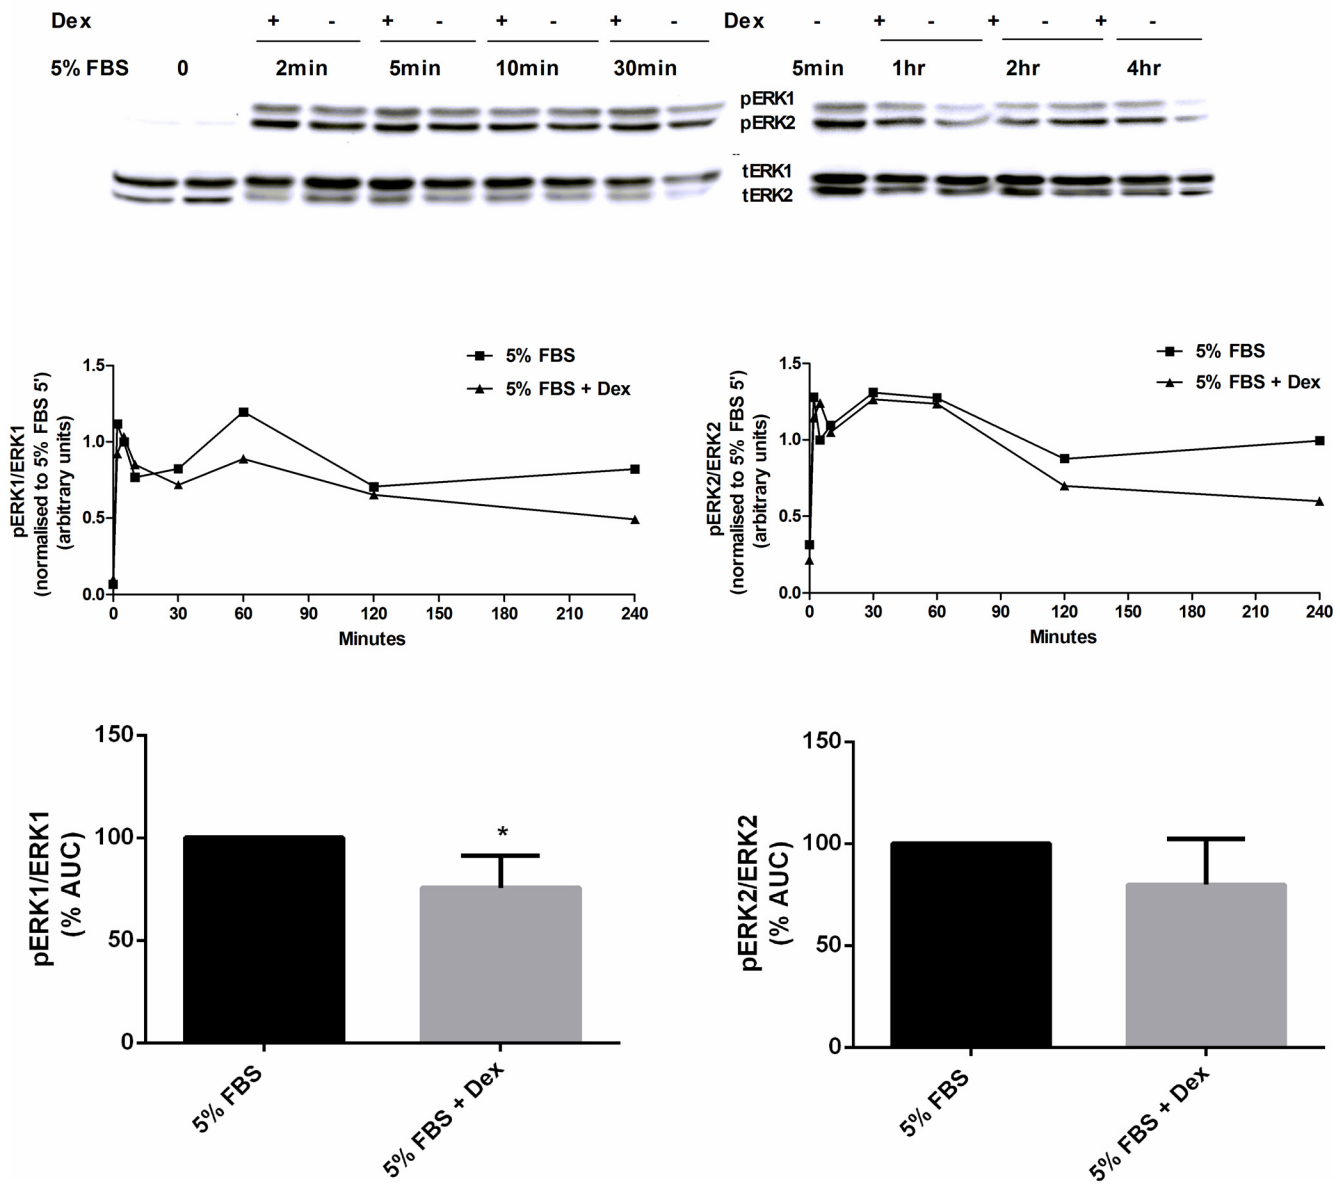 Dex + - + - + - + - Dex - + - + - + -
5% FBS 0 2min 5min 10min 30min 5min 1hr 2hr 4hr
pERK1
pERK2
--
tERK1
tERK2
5% FBS
5% FBS + Dex
pERK1/ERK1
(normalised to 5% FBS 5')
(arbitrary units)
1.5
1.0
0.5
0.0
0 30 60 90 120 150 180 210 240
Minutes
5% FBS
5% FBS + Dex
pERK2/ERK2
(normalised to 5% FBS 5')
(arbitrary units)
1.5
1.0
0.5
0.0
0 30 60 90 120 150 180 210 240
Minutes
pERK1/ERK1
(% AUC)
150
100
50
0
*
5% FBS
5% FBS + Dex
pERK2/ERK2
(% AUC)
150
100
50
0
5% FBS
5% FBS + Dex